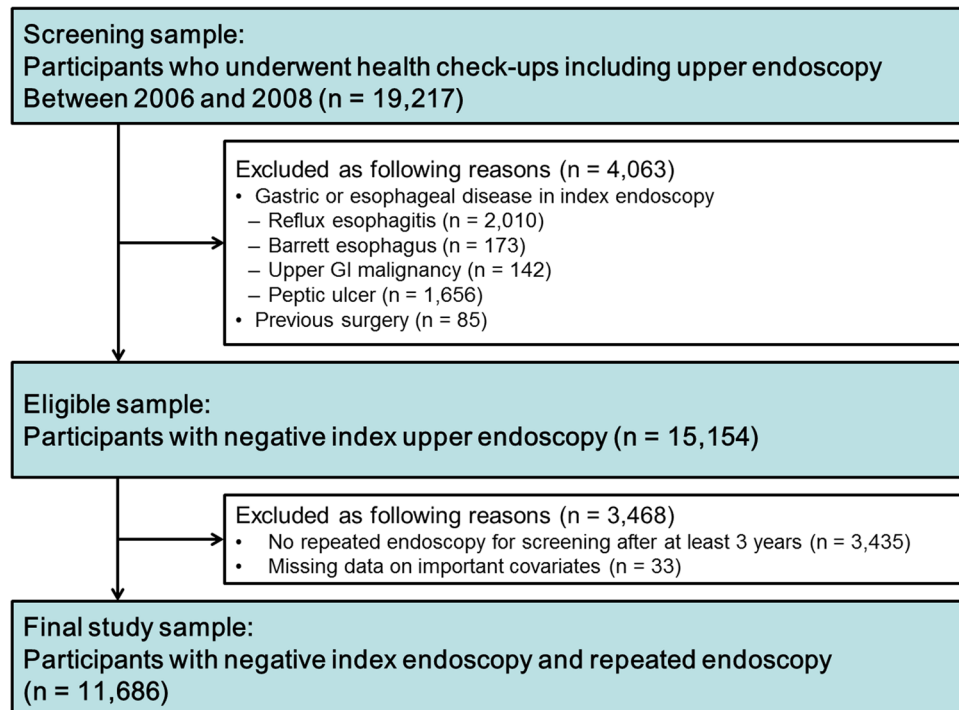 Screening sample:
Participants who underwent health check-ups including upper endoscopy
Between 2006 and 2008 (n = 19,217)
Excluded as following reasons (n = 4,063)
• Gastric or esophageal disease in index endoscopy
– Reflux esophagitis (n = 2,010)
– Barrett esophagus (n = 173)
– Upper GI malignancy (n = 142)
– Peptic ulcer (n = 1,656)
• Previous surgery (n = 85)
Eligible sample:
Participants with negative index upper endoscopy (n = 15,154)
Excluded as following reasons (n = 3,468)
• No repeated endoscopy for screening after at least 3 years (n = 3,435)
• Missing data on important covariates (n = 33)
Final study sample:
Participants with negative index endoscopy and repeated endoscopy
(n = 11,686)